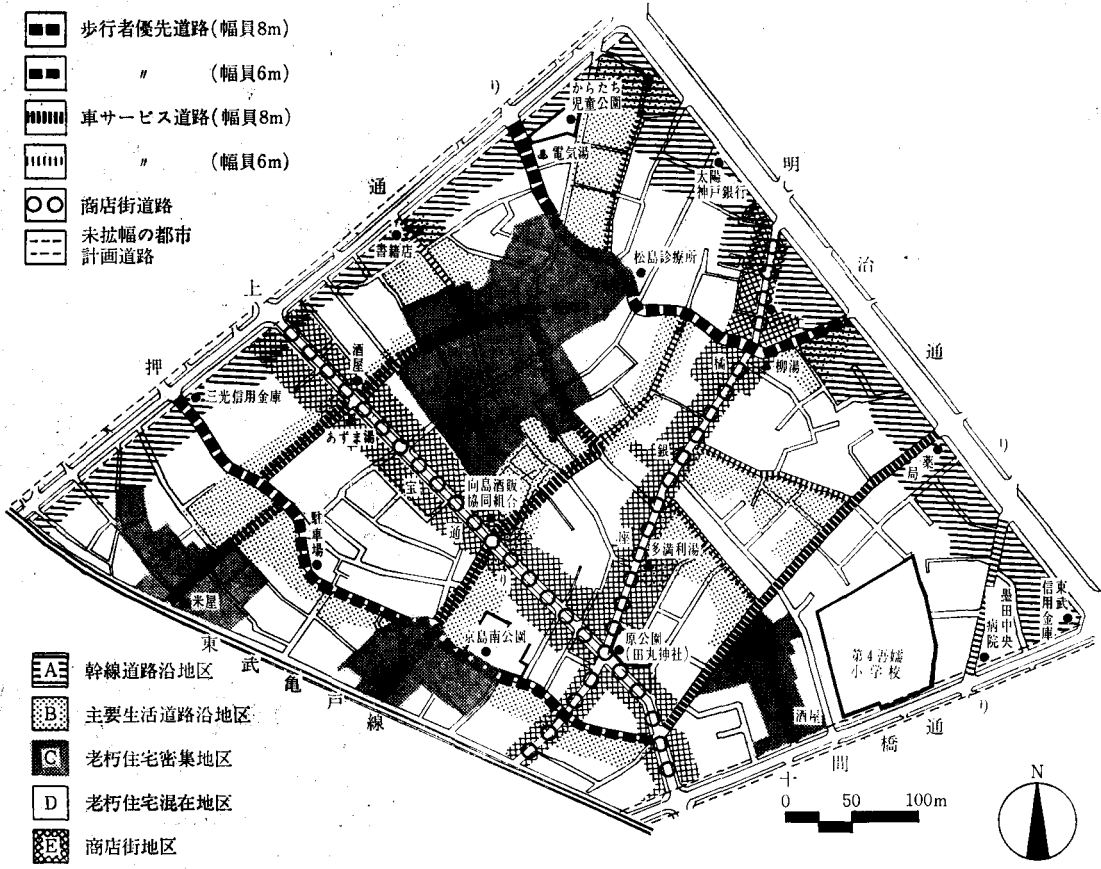 歩行者優先道路(幅員8m)
〃 (幅員6m)
車サービス道路(幅員8m)
〃 (幅員6m)
商店街道路
未拡幅の都市
計画道路
押上通り
明治通り
からたち
児童公園
電気湯
太陽
神戸銀行
書籍店
松島診療所
酒屋
三光信用金庫
あずま湯
橘
柳湯
銀
座
薬局
宝
通
り
向島酒販
協同組合
多満利湯
駐車場
米屋
京島南公園
原公園
(田丸神社)
第4吾嬬
小学校
墨田中央
病院
東武
信用金庫
酒屋
東武亀戸線
十間橋通り
A 幹線道路沿地区
B 主要生活道路沿地区
C 老朽住宅密集地区
D 老朽住宅混在地区
E 商店街地区
0 50 100m
N